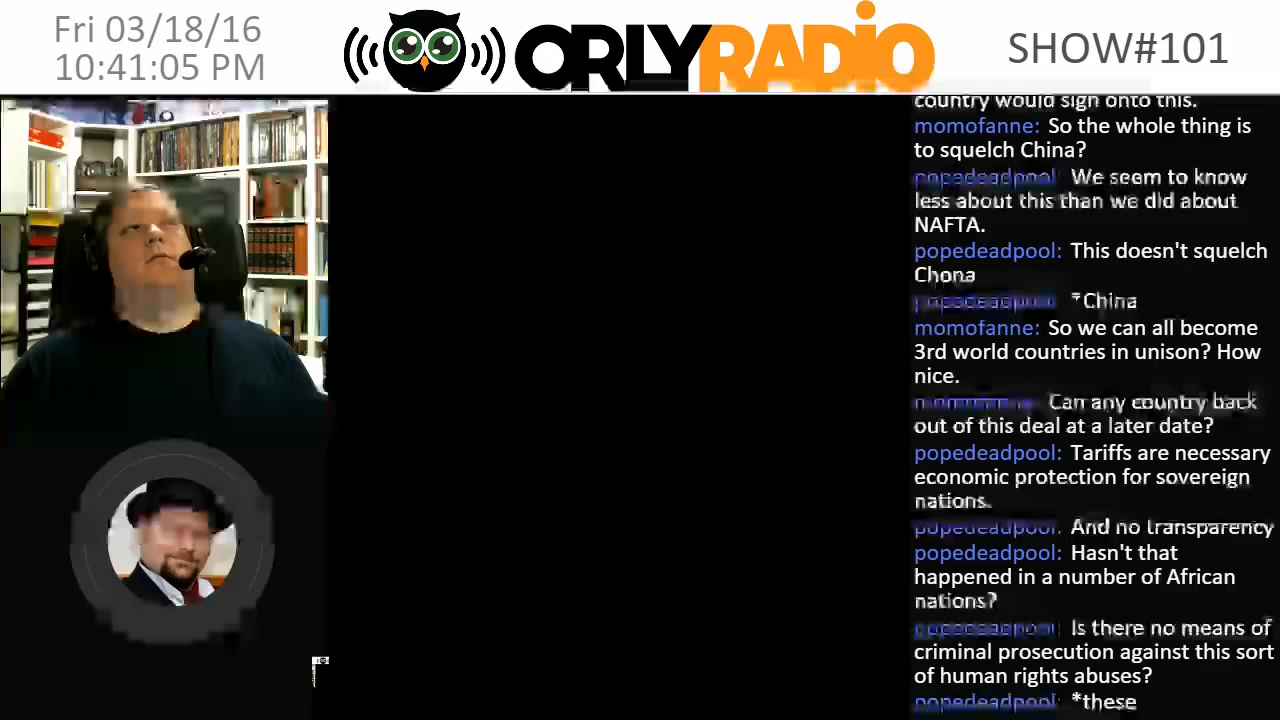 Fri 03/18/16
10:41:05 PM
ORLYRADIO
SHOW#101
country would sign onto this.
momofanne: So the whole thing is
to squelch China?
popedeadpool: We seem to know
less about this than we did about
NAFTA.
popedeadpool: This doesn't squelch
Chona
popedeadpool: *China
momofanne: So we can all become
3rd world countries in unison? How
nice.
momofanne: Can any country back
out of this deal at a later date?
popedeadpool: Tariffs are necessary
economic protection for sovereign
nations.
popedeadpool: And no transparency
popedeadpool: Hasn't that
happened in a number of African
nations?
popedeadpool: Is there no means of
criminal prosecution against this sort
of human rights abuses?
popedeadpool: *these